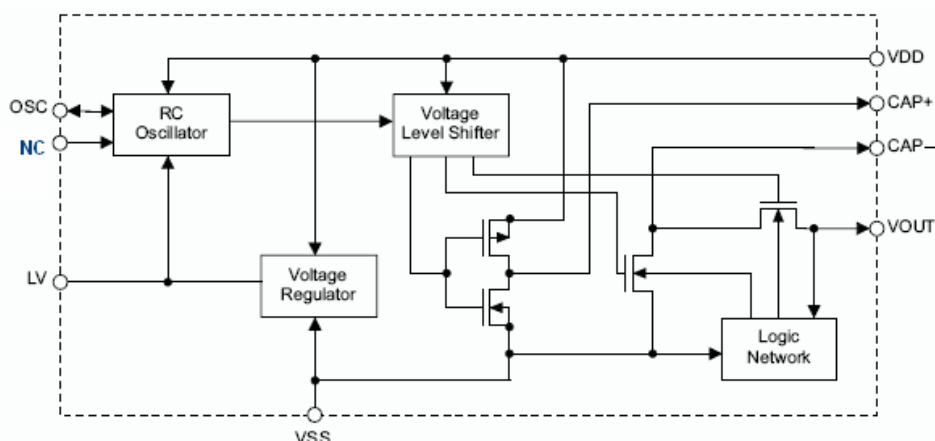 VDD
OSC
RC
Oscillator
Voltage
Level Shifter
CAP+
NC
CAP—
VOUT
LV
Voltage
Regulator
Logic
Network
VSS